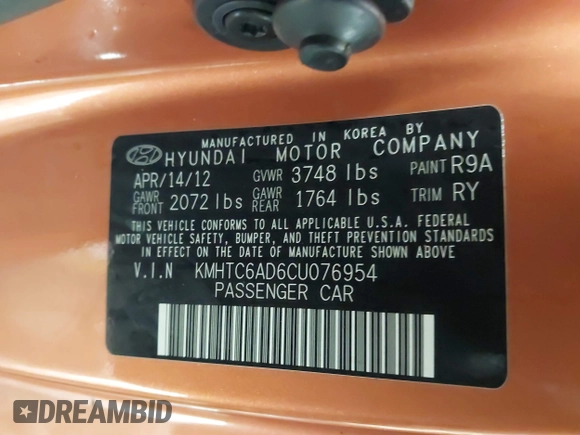 MANUFACTURED IN KOREA BY
HYUNDAI MOTOR COMPANY
APR/14/12 GVWR 3748 lbs PAINT R9A
GAWR FRONT 2072 lbs GAWR REAR 1764 lbs TRIM RY
THIS VEHICLE CONFORMS TO ALL APPLICABLE U.S.A. FEDERAL
MOTOR VEHICLE SAFETY, BUMPER, AND THEFT PREVENTION STANDARDS
IN EFFECT ON THE DATE OF MANUFACTURE SHOWN ABOVE
V.I.N KMHTC6AD6CU076954
PASSENGER CAR
DREAMBID